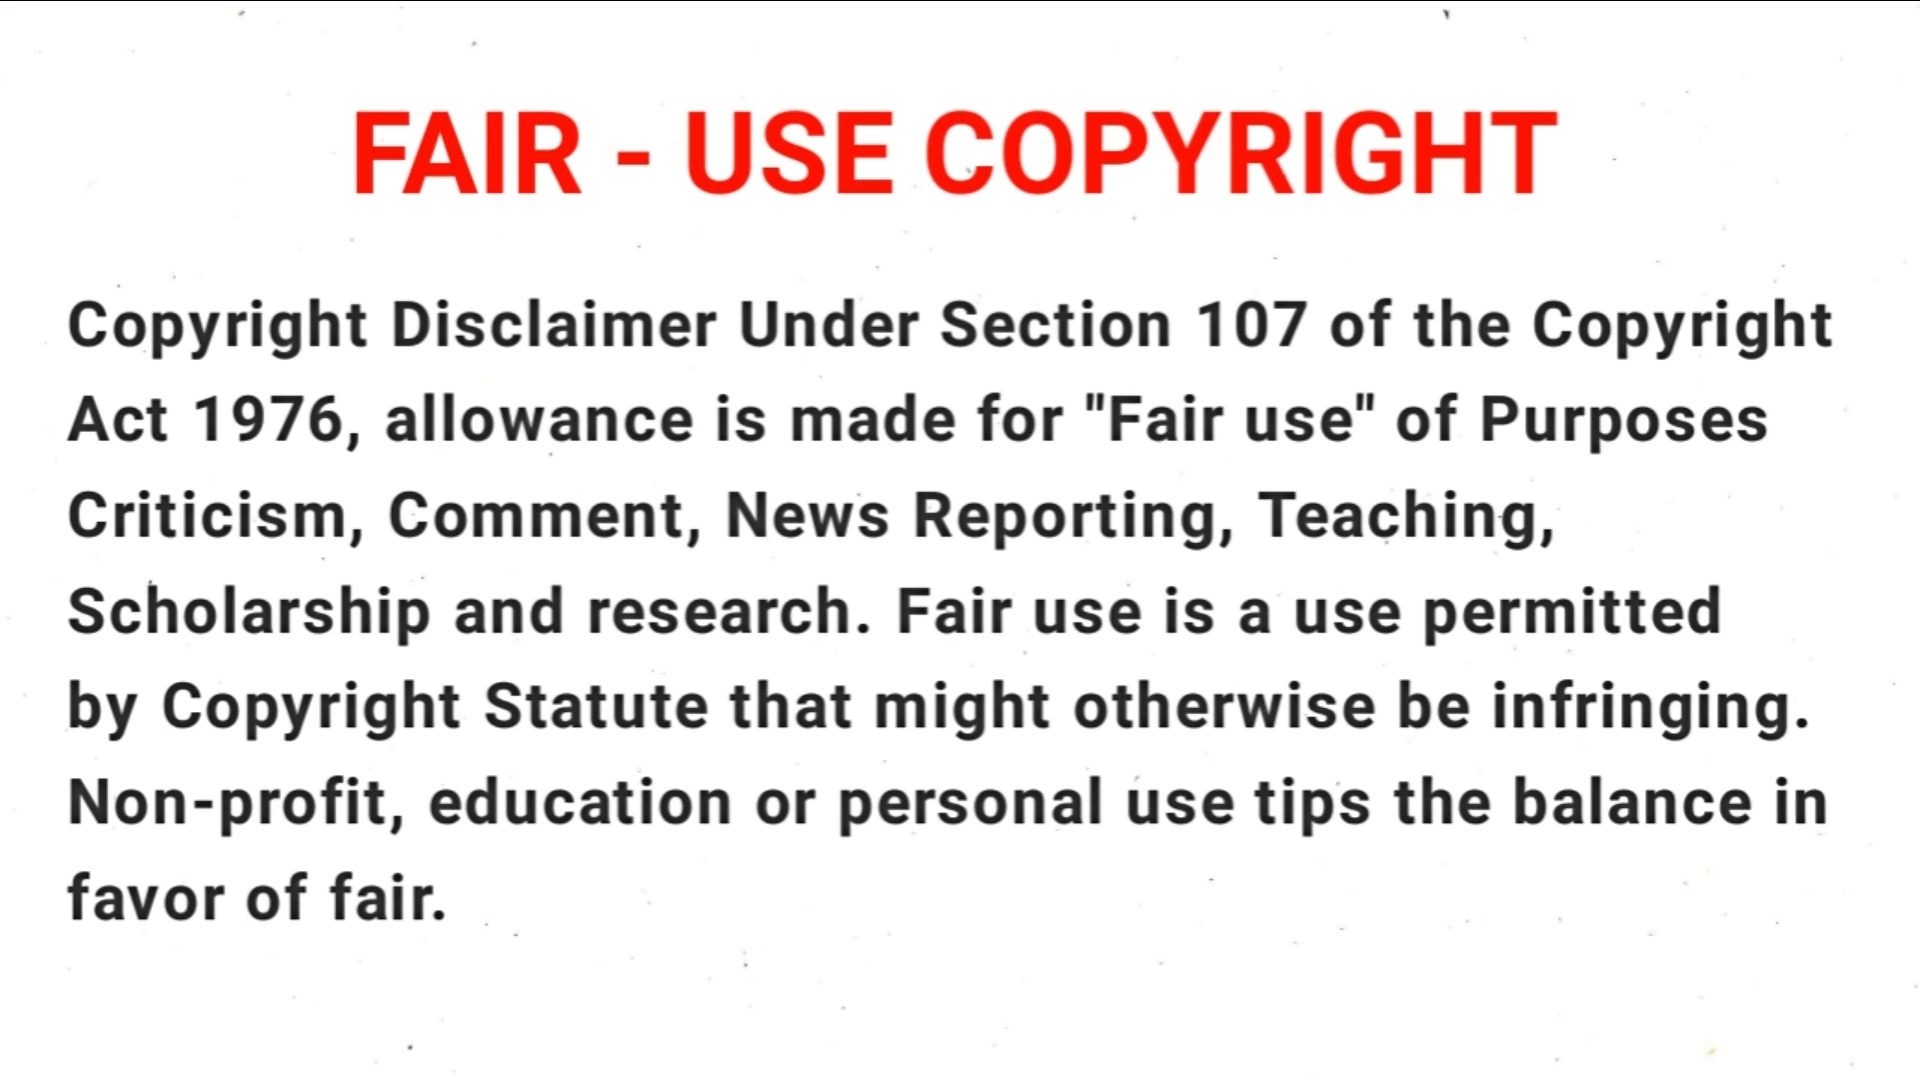 FAIR - USE COPYRIGHT
Copyright Disclaimer Under Section 107 of the Copyright
Act 1976, allowance is made for "Fair use" of Purposes
Criticism, Comment, News Reporting, Teaching,
Scholarship and research. Fair use is a use permitted
by Copyright Statute that might otherwise be infringing.
Non-profit, education or personal use tips the balance in
favor of fair.